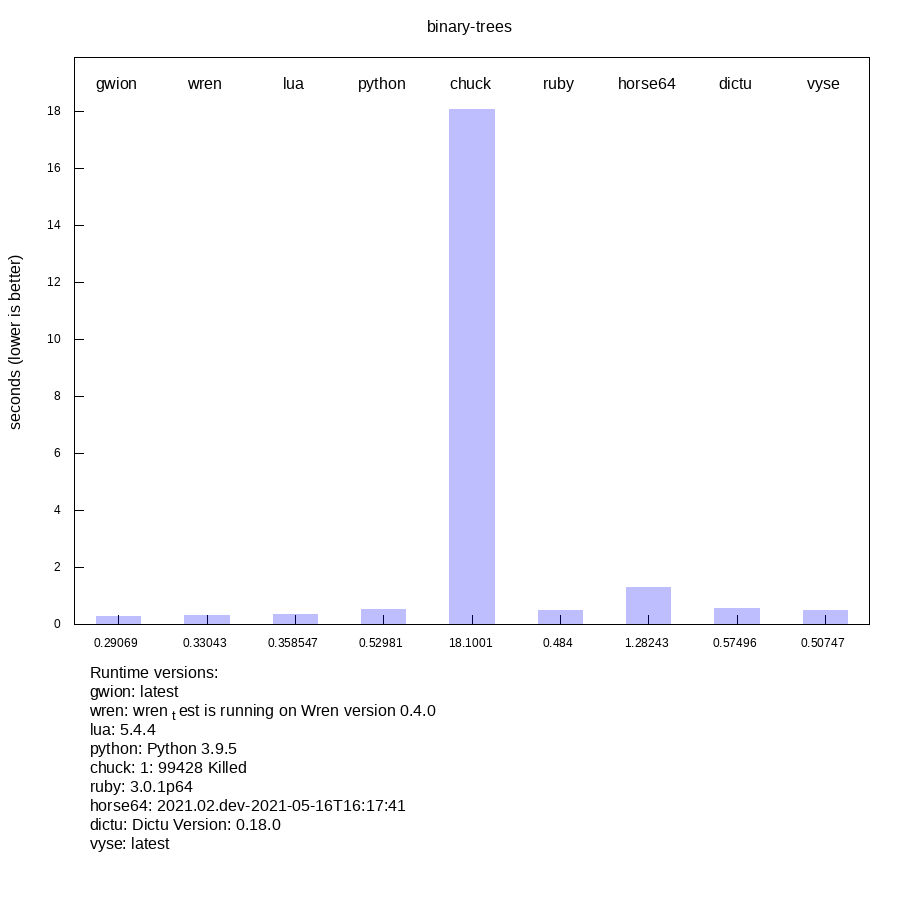 binary-trees
gwion wren lua python chuck ruby horse64 dictu vyse
18
16
14
12
10
8
6
4
2
0
seconds (lower is better)
0.29069 0.33043 0.358547 0.52981 18.1001 0.484 1.28243 0.57496 0.50747
Runtime versions:
gwion: latest
wren: wren t est is running on Wren version 0.4.0
lua: 5.4.4
python: Python 3.9.5
chuck: 1: 99428 Killed
ruby: 3.0.1p64
horse64: 2021.02.dev-2021-05-16T16:17:41
dictu: Dictu Version: 0.18.0
vyse: latest